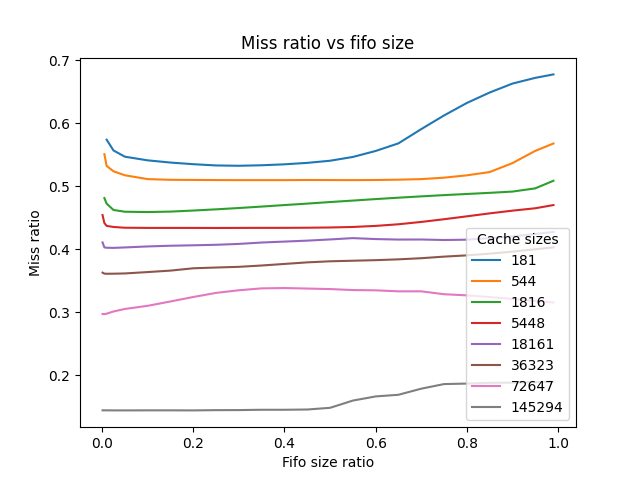 Miss ratio vs fifo size
Miss ratio
0.7
0.6
0.5
0.4
0.3
0.2
0.0 0.2 0.4 0.6 0.8 1.0
Fifo size ratio
Cache sizes
181
544
1816
5448
18161
36323
72647
145294